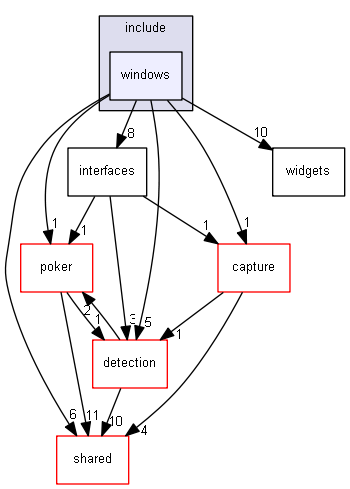 include
windows
8
10
interfaces
widgets
1
1
1
poker
capture
2
1
3
5
1
detection
6
11
10
4
shared